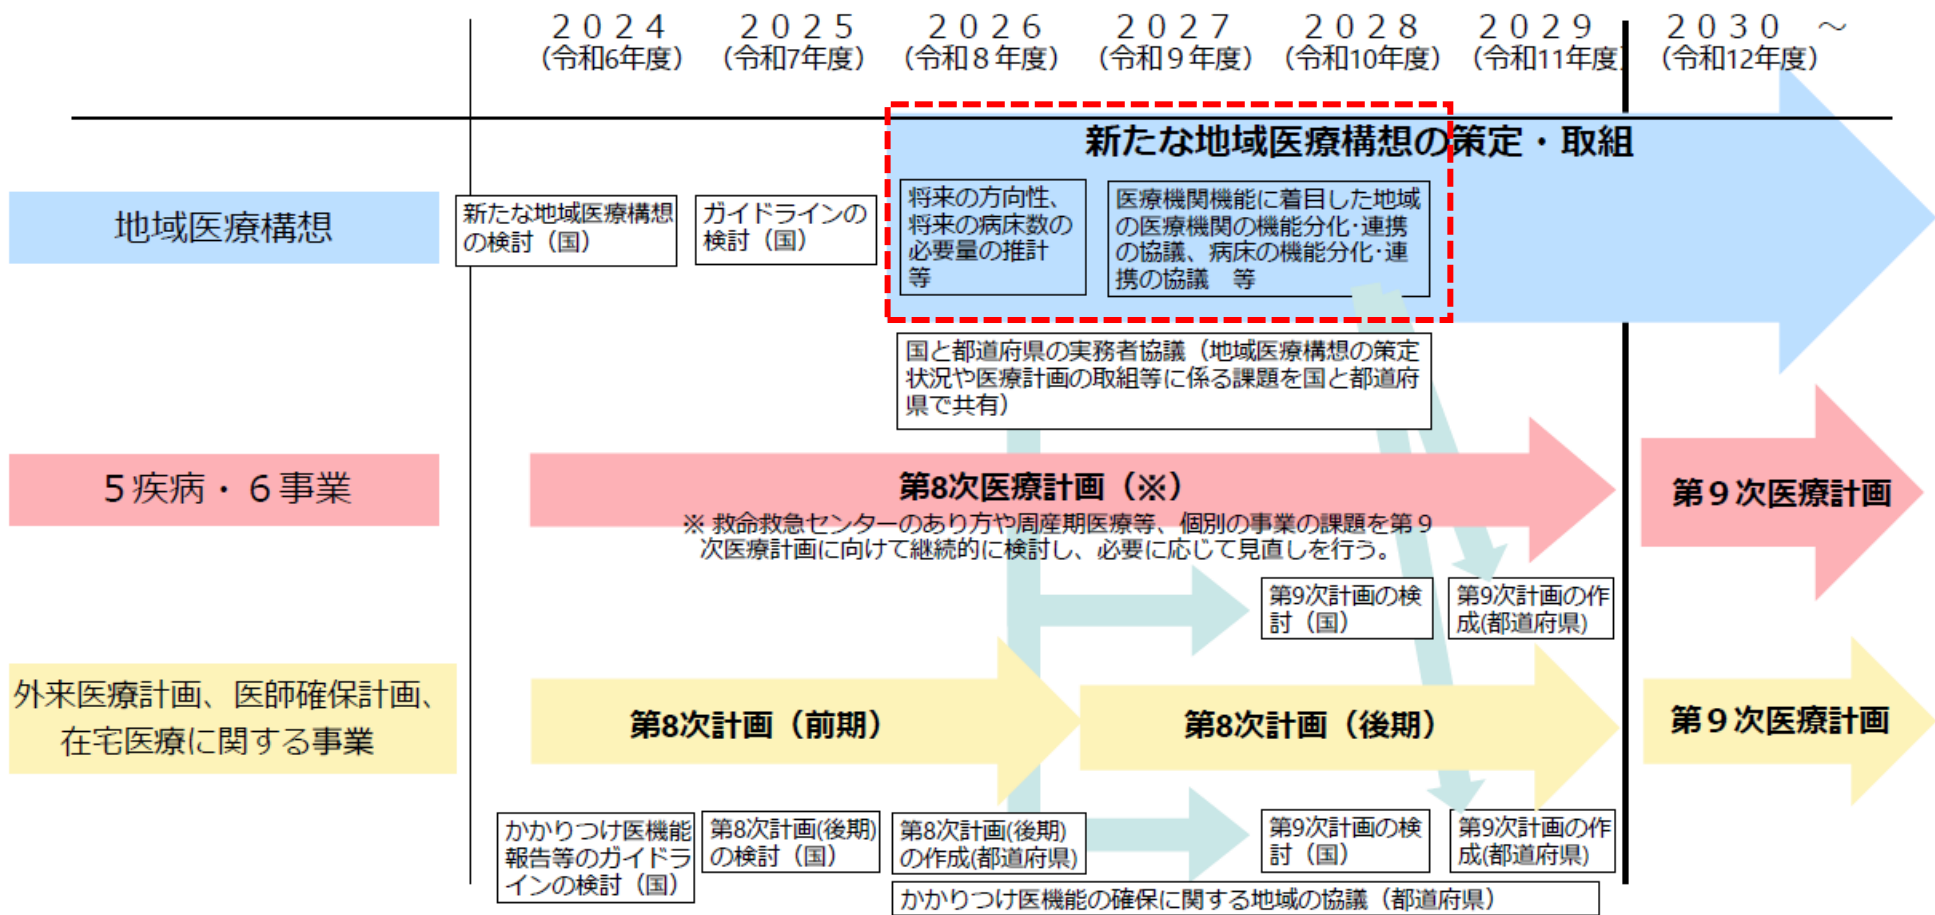 ２０２４
(令和6年度)
２０２５
(令和7年度)
２０２６
(令和８年度)
２０２７
(令和９年度)
２０２８
(令和10年度)
２０２９
(令和11年度)
２０３０　～
(令和12年度)
新たな地域医療構想の策定・取組
地域医療構想
新たな地域医療構想
の検討（国）
ガイドラインの
検討（国）
将来の方向性、
将来の病床数の
必要量の推計
等
医療機関機能に着目した地域
の医療機関の機能分化･連携
の協議、病床の機能分化･連
携の協議　等
国と都道府県の実務者協議（地域医療構想の策定
状況や医療計画の取組等に係る課題を国と都道府
県で共有）
５疾病・６事業
第8次医療計画（※）
※ 救命救急センターのあり方や周産期医療等、個別の事業の課題を第９
次医療計画に向けて継続的に検討し、必要に応じて見直しを行う。
第９次医療計画
第9次計画の検
討（国）
第9次計画の作
成(都道府県)
外来医療計画、医師確保計画、
在宅医療に関する事業
第8次計画（前期）
第8次計画（後期）
第９次医療計画
かかりつけ医機能
報告等のガイドラ
インの検討（国）
第8次計画(後期)
の検討（国）
第8次計画(後期)
の作成(都道府県)
第9次計画の検
討（国）
第9次計画の作
成(都道府県)
かかりつけ医機能の確保に関する地域の協議（都道府県）